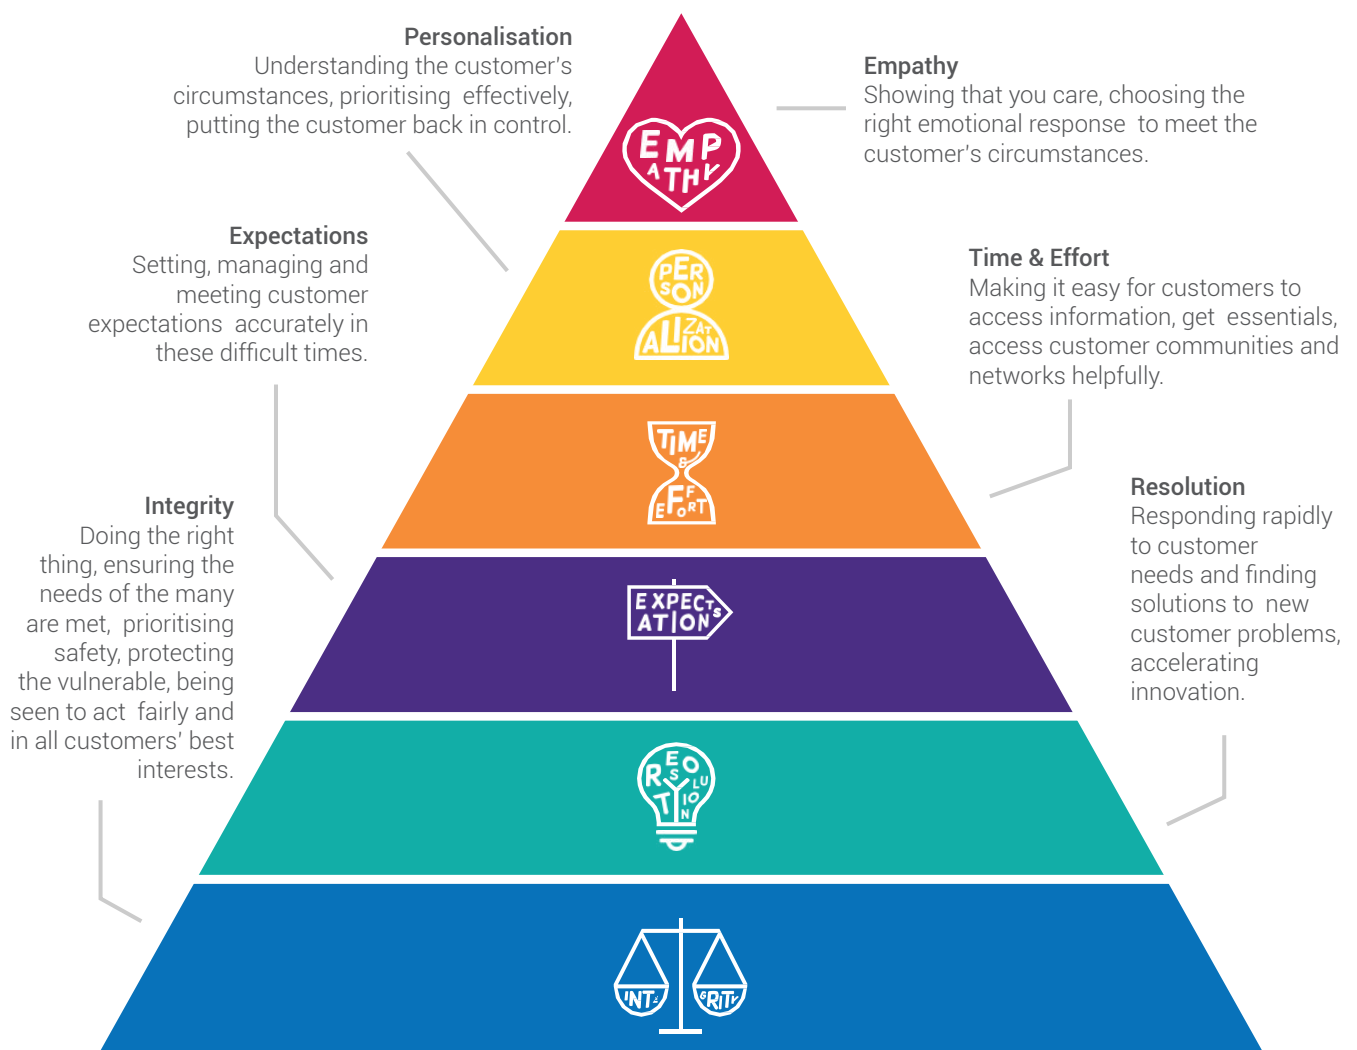 Personalisation
Understanding the customer's
circumstances, prioritising effectively,
putting the customer back in control.
Empathy
Showing that you care, choosing the
right emotional response to meet the
customer's circumstances.
EMP
ATHY
Expectations
Setting, managing and
meeting customer
expectations accurately in
these difficult times.
PER
SON
ALIZAT
ION
Time & Effort
Making it easy for customers to
access information, get essentials,
access customer communities and
networks helpfully.
TIME
&
EFFORT
Integrity
Doing the right
thing, ensuring the
needs of the many
are met, prioritising
safety, protecting
the vulnerable, being
seen to act fairly and
in all customers' best
interests.
Resolution
Responding rapidly
to customer
needs and finding
solutions to new
customer problems,
accelerating
innovation.
EXPECTS
ATION
RESOLU
TION
INTE
GRITY